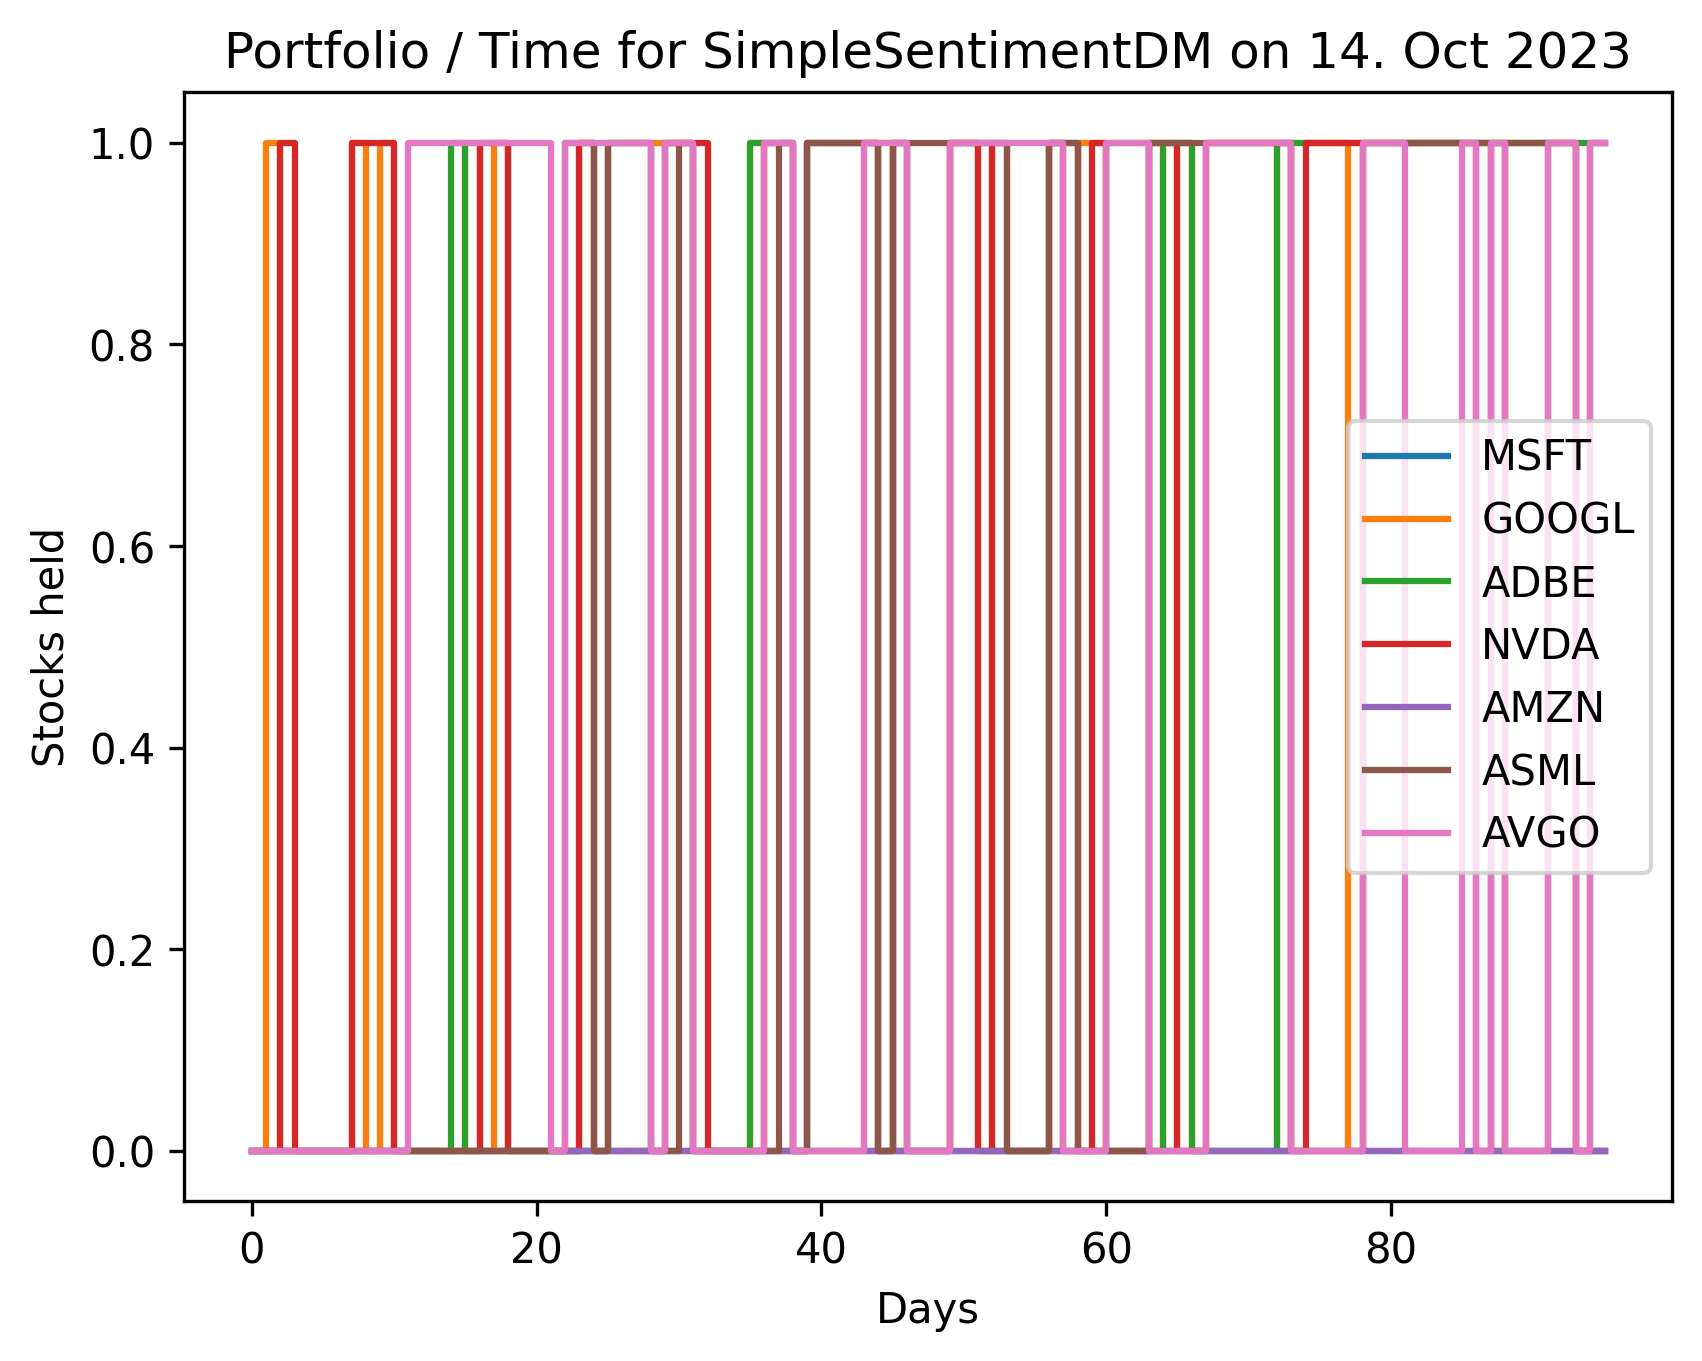 Portfolio / Time for SimpleSentimentDM on 14. Oct 2023
1.0
0.8
0.6
0.4
0.2
0.0
Stocks held
MSFT
GOOGL
ADBE
NVDA
AMZN
ASML
AVGO
0
20
40
60
80
Days